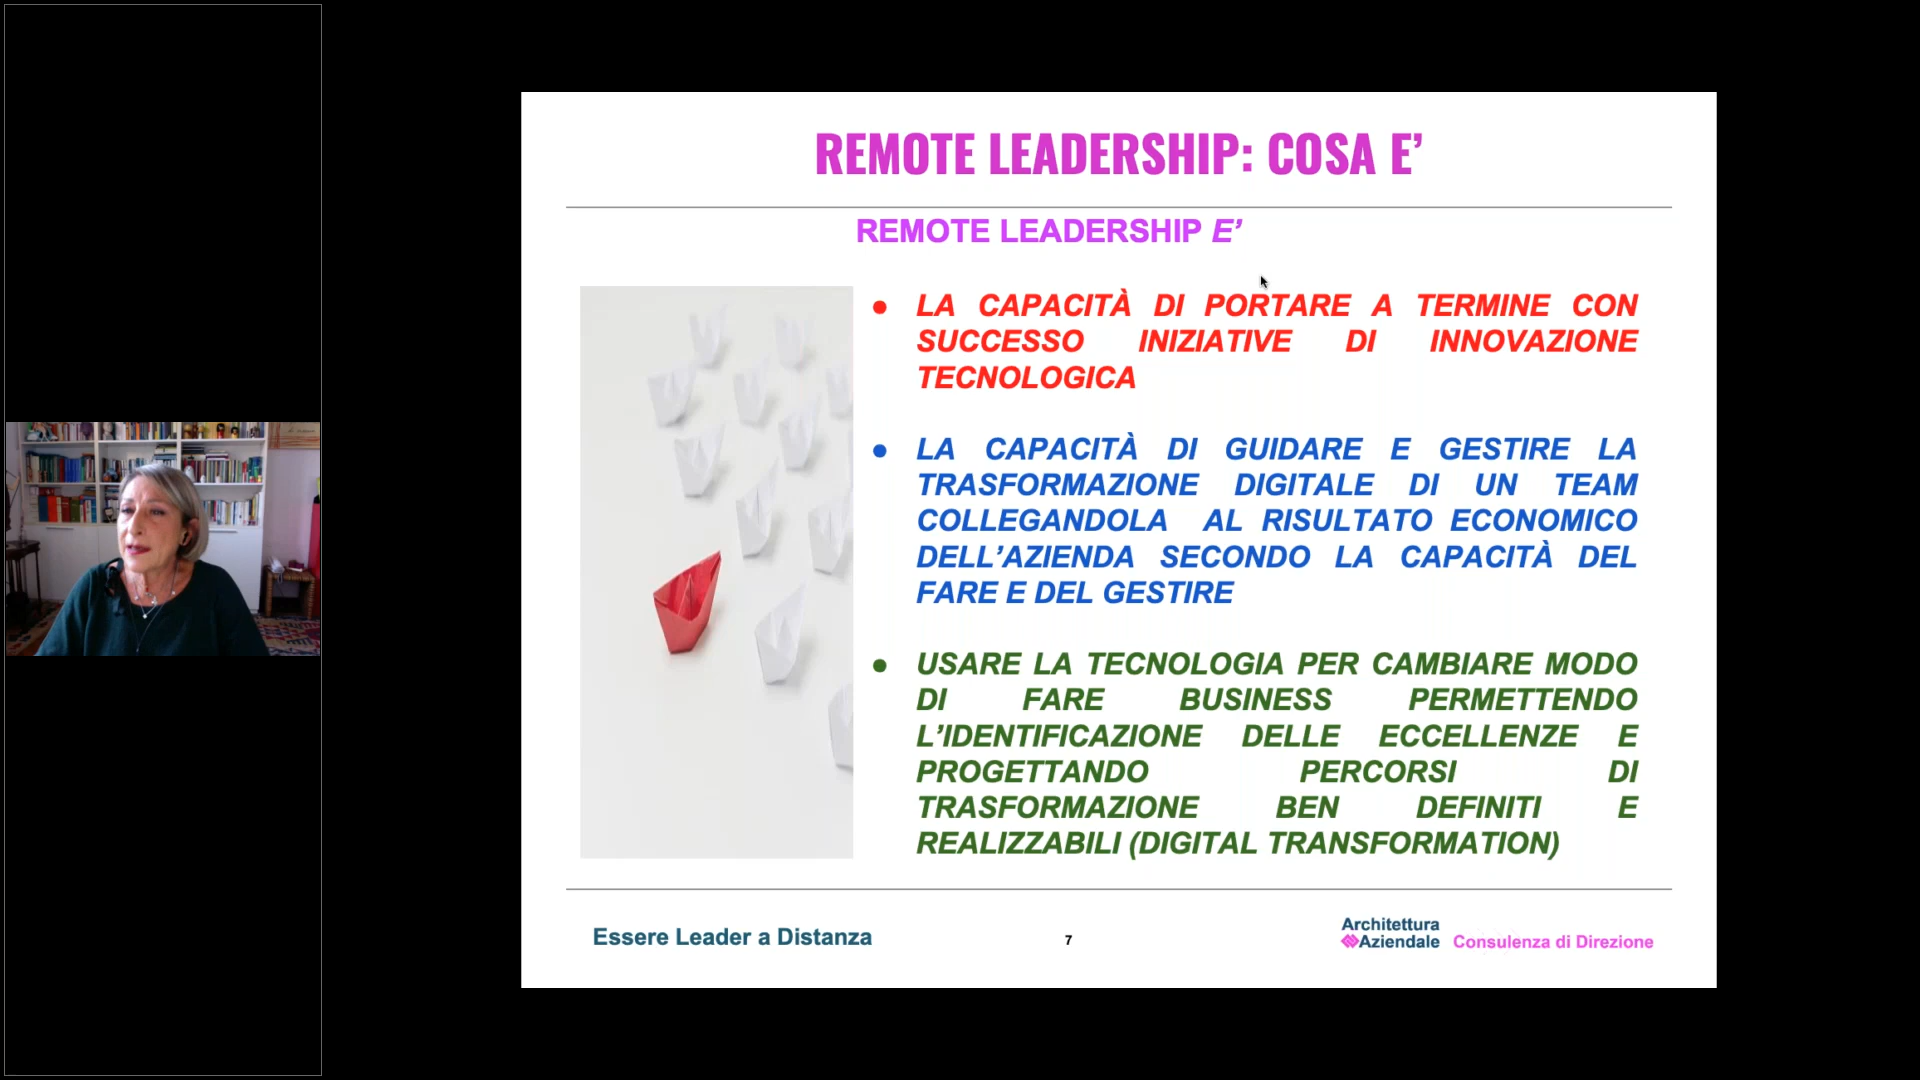 REMOTE LEADERSHIP: COSA E’
REMOTE LEADERSHIP E’
● LA CAPACITÀ DI PORTARE A TERMINE CON
SUCCESSO INIZIATIVE DI INNOVAZIONE
TECNOLOGICA
● LA CAPACITÀ DI GUIDARE E GESTIRE LA
TRASFORMAZIONE DIGITALE DI UN TEAM
COLLEGANDOLA AL RISULTATO ECONOMICO
DELL’AZIENDA SECONDO LA CAPACITÀ DEL
FARE E DEL GESTIRE
● USARE LA TECNOLOGIA PER CAMBIARE MODO
DI FARE BUSINESS PERMETTENDO
L’IDENTIFICAZIONE DELLE ECCELLENZE E
PROGETTANDO PERCORSI DI
TRASFORMAZIONE BEN DEFINITI E
REALIZZABILI (DIGITAL TRANSFORMATION)
Essere Leader a Distanza
7
Architettura
Aziendale Consulenza di Direzione